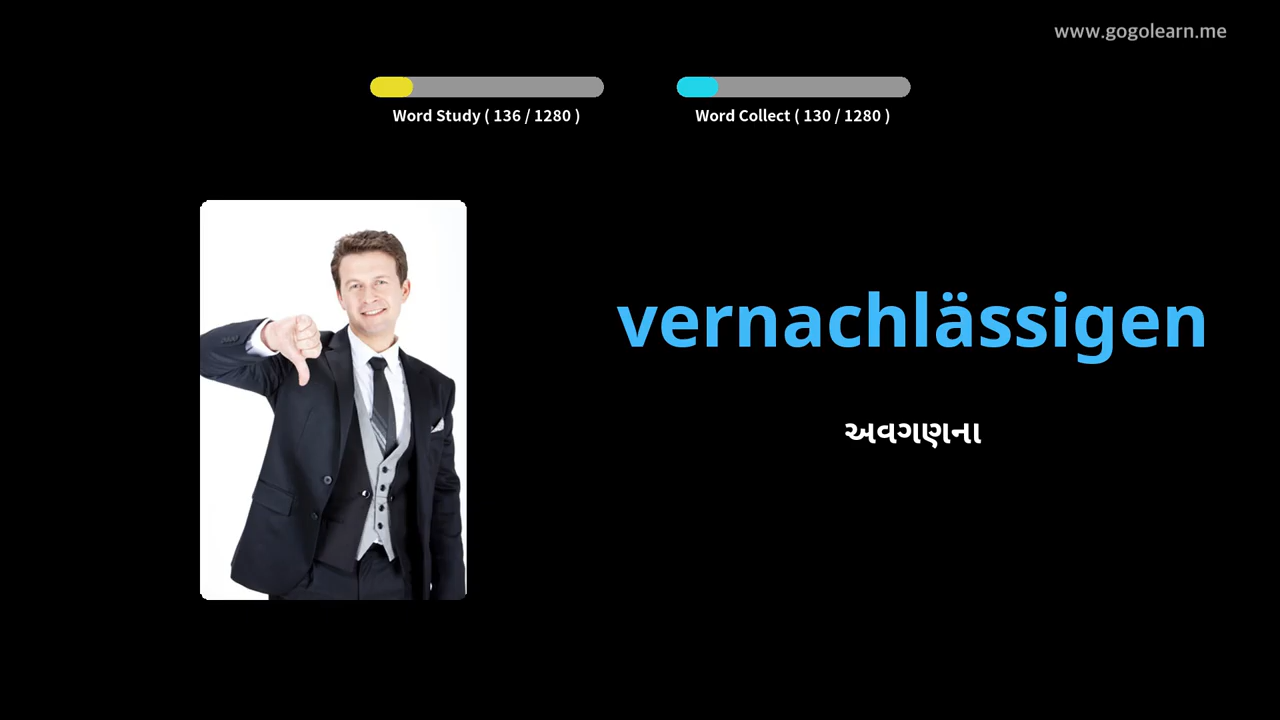 www.gogolearn.me
Word Study ( 136 / 1280 )
Word Collect ( 130 / 1280 )
vernachlässigen
અવગણના